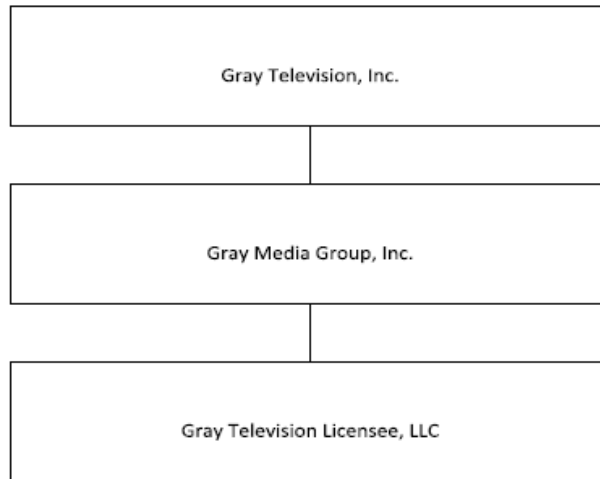 Gray Television, Inc.
Gray Media Group, Inc.
Gray Television Licensee, LLC